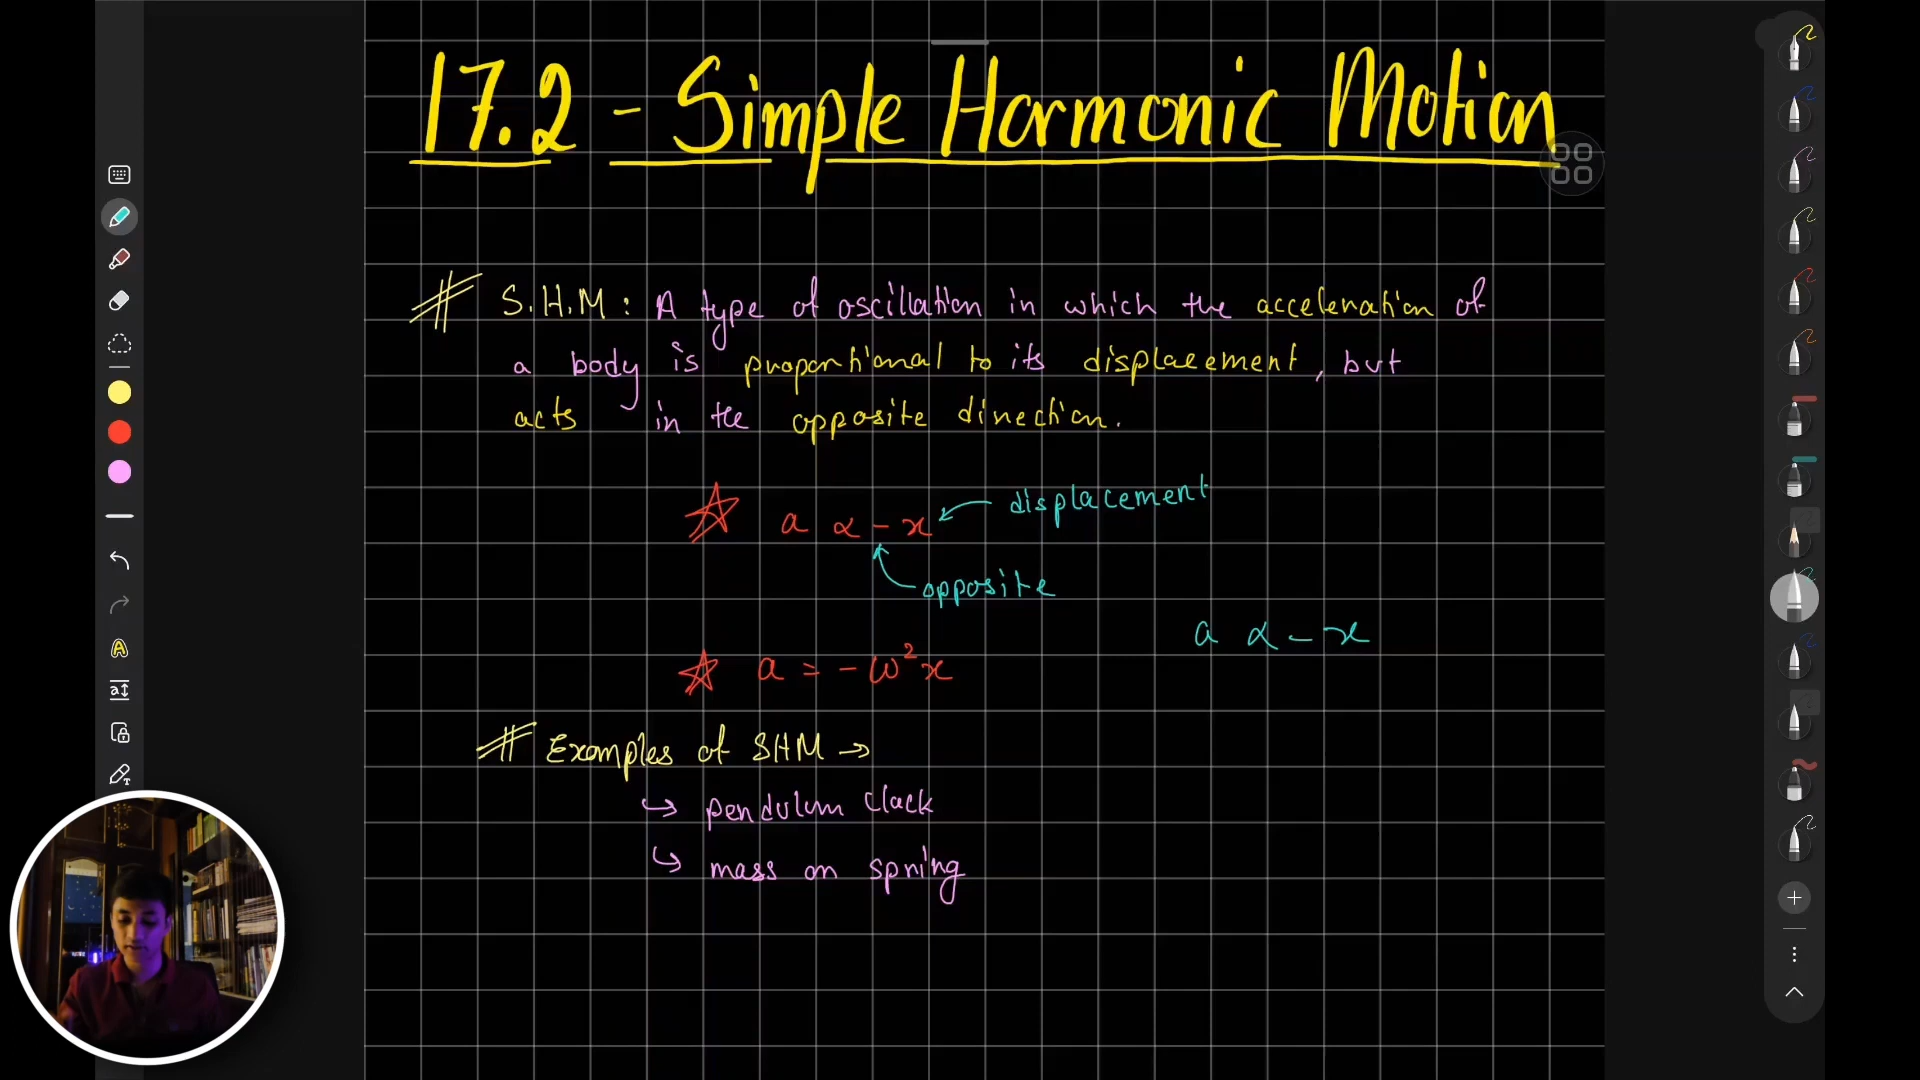 17.2 - Simple Harmonic Motion
# S.H.M: A type of oscillation in which the acceleration of
a body is proportional to its displacement, but
acts in the opposite direction.
a α - x
displacement
opposite
a α - x
a = - ω²x
# Examples of SHM →
↪ pendulum clock
↪ mass on spring